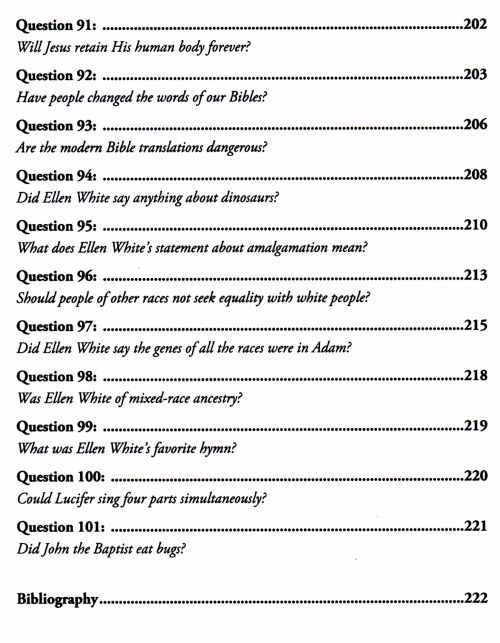 Question 91: ....................................................................................202
Will Jesus retain His human body forever?
Question 92: ....................................................................................203
Have people changed the words of our Bibles?
Question 93: ....................................................................................206
Are the modern Bible translations dangerous?
Question 94: ....................................................................................208
Did Ellen White say anything about dinosaurs?
Question 95: ....................................................................................210
What does Ellen White's statement about amalgamation mean?
Question 96: ....................................................................................213
Should people of other races not seek equality with white people?
Question 97: ....................................................................................215
Did Ellen White say the genes of all the races were in Adam?
Question 98: ....................................................................................218
Was Ellen White of mixed-race ancestry?
Question 99: ....................................................................................219
What was Ellen White's favorite hymn?
Question 100: ..................................................................................220
Could Lucifer sing four parts simultaneously?
Question 101: ..................................................................................221
Did John the Baptist eat bugs?
Bibliography.....................................................................................222